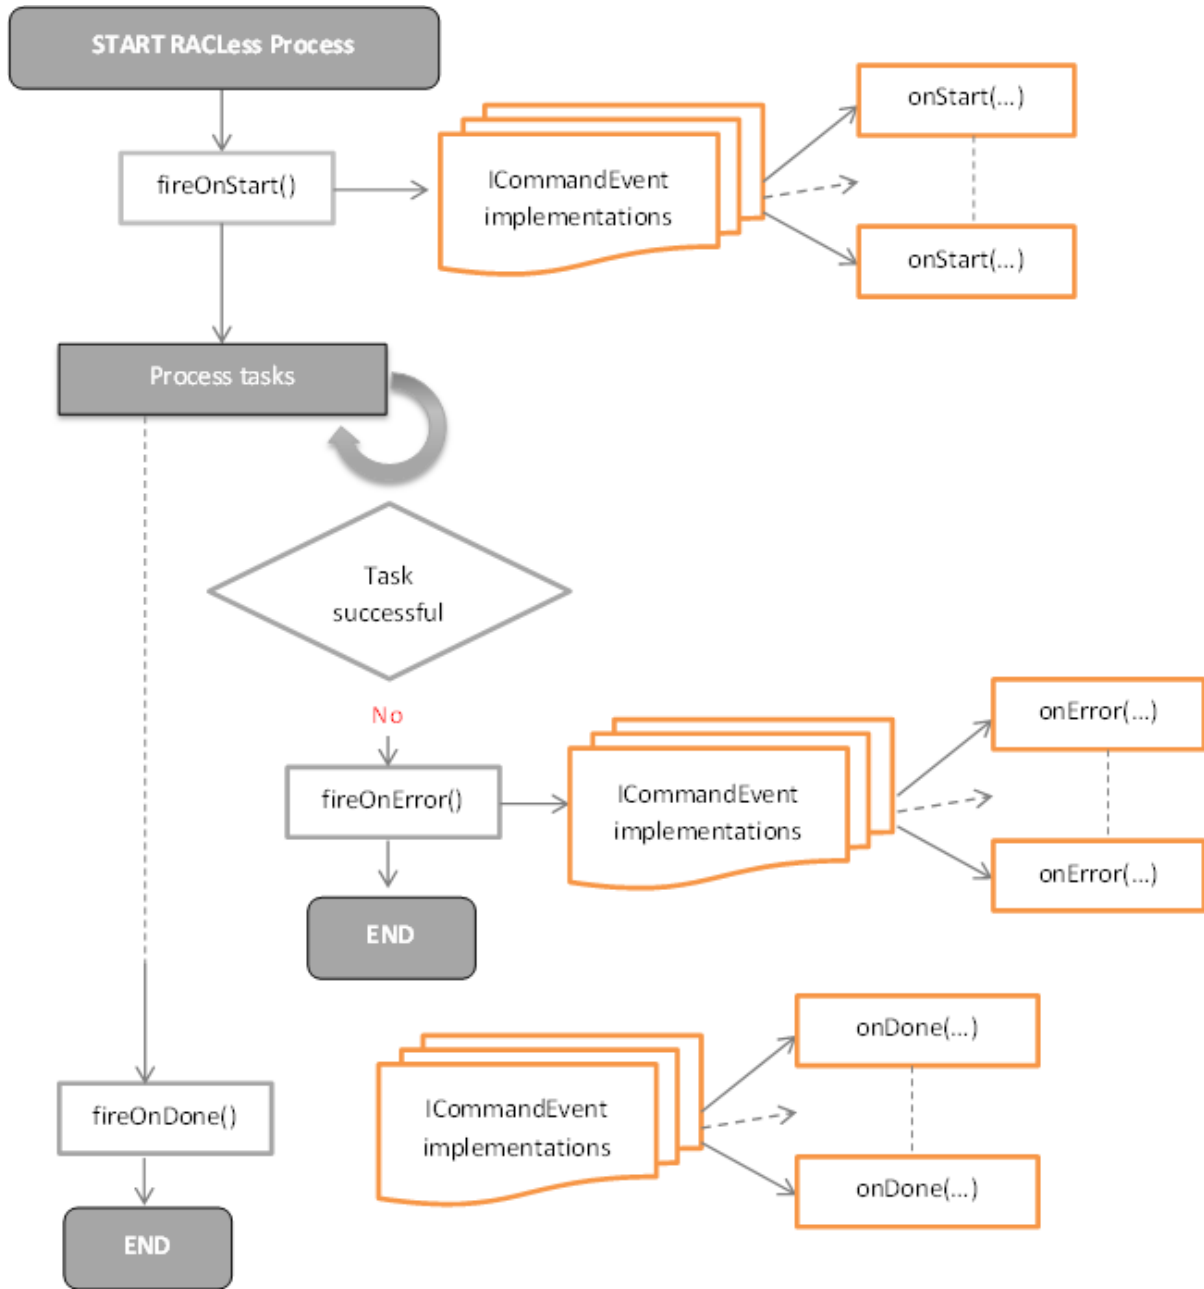 START RACLess Process
onStart(...)
fireOnStart()
ICommandEvent
implementations
onStart(...)
Process tasks
Task
successful
No
onError(...)
fireOnError()
ICommandEvent
implementations
onError(...)
END
onDone(...)
fireOnDone()
ICommandEvent
implementations
onDone(...)
END